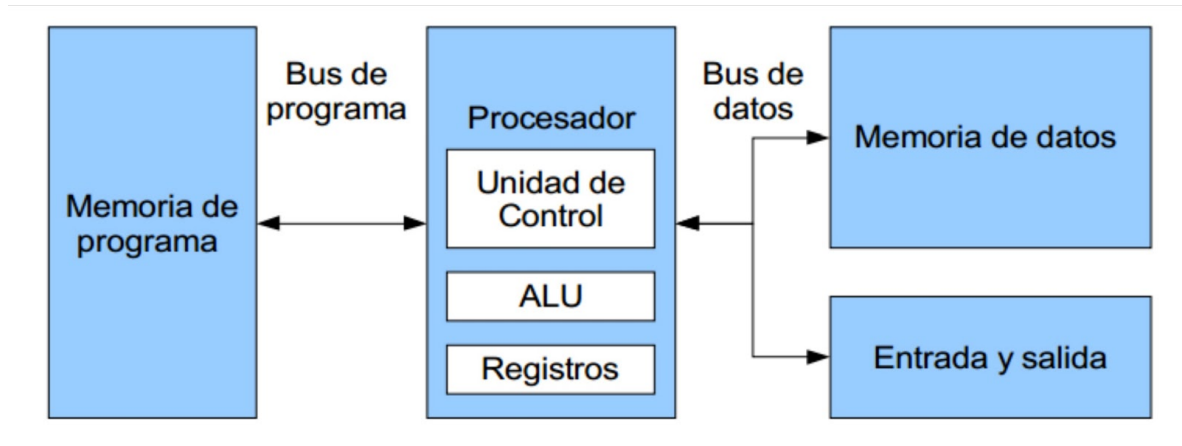 Memoria de
programa
Bus de
programa
Procesador
Unidad de
Control
ALU
Registros
Bus de
datos
Memoria de datos
Entrada y salida